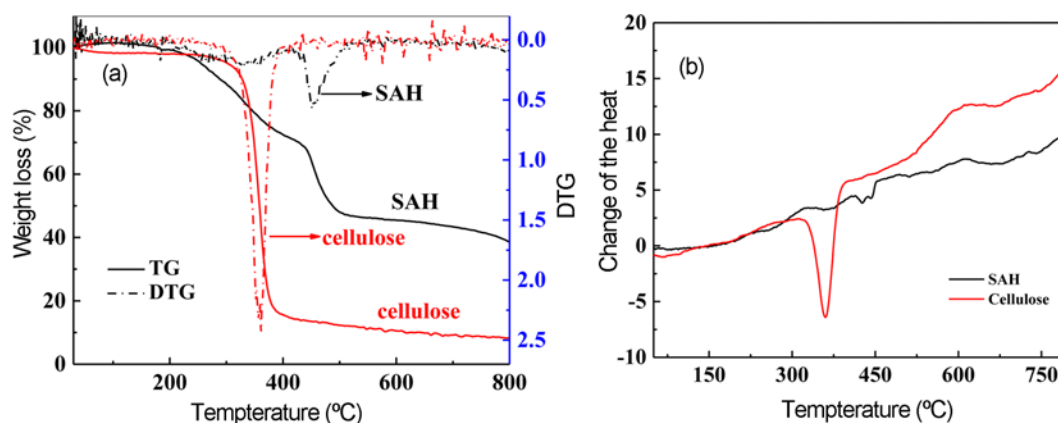 (a)
SAH
SAH
cellulose
cellulose
TG
DTG
Weight loss (%)
100
80
60
40
20
0
0.0
0.5
1.0
1.5
2.0
2.5
DTG
200
400
600
800
Tempterature (ºC)
(b)
Change of the heat
20
15
10
5
0
-5
-10
SAH
Cellulose
150
300
450
600
750
Tempterature (ºC)